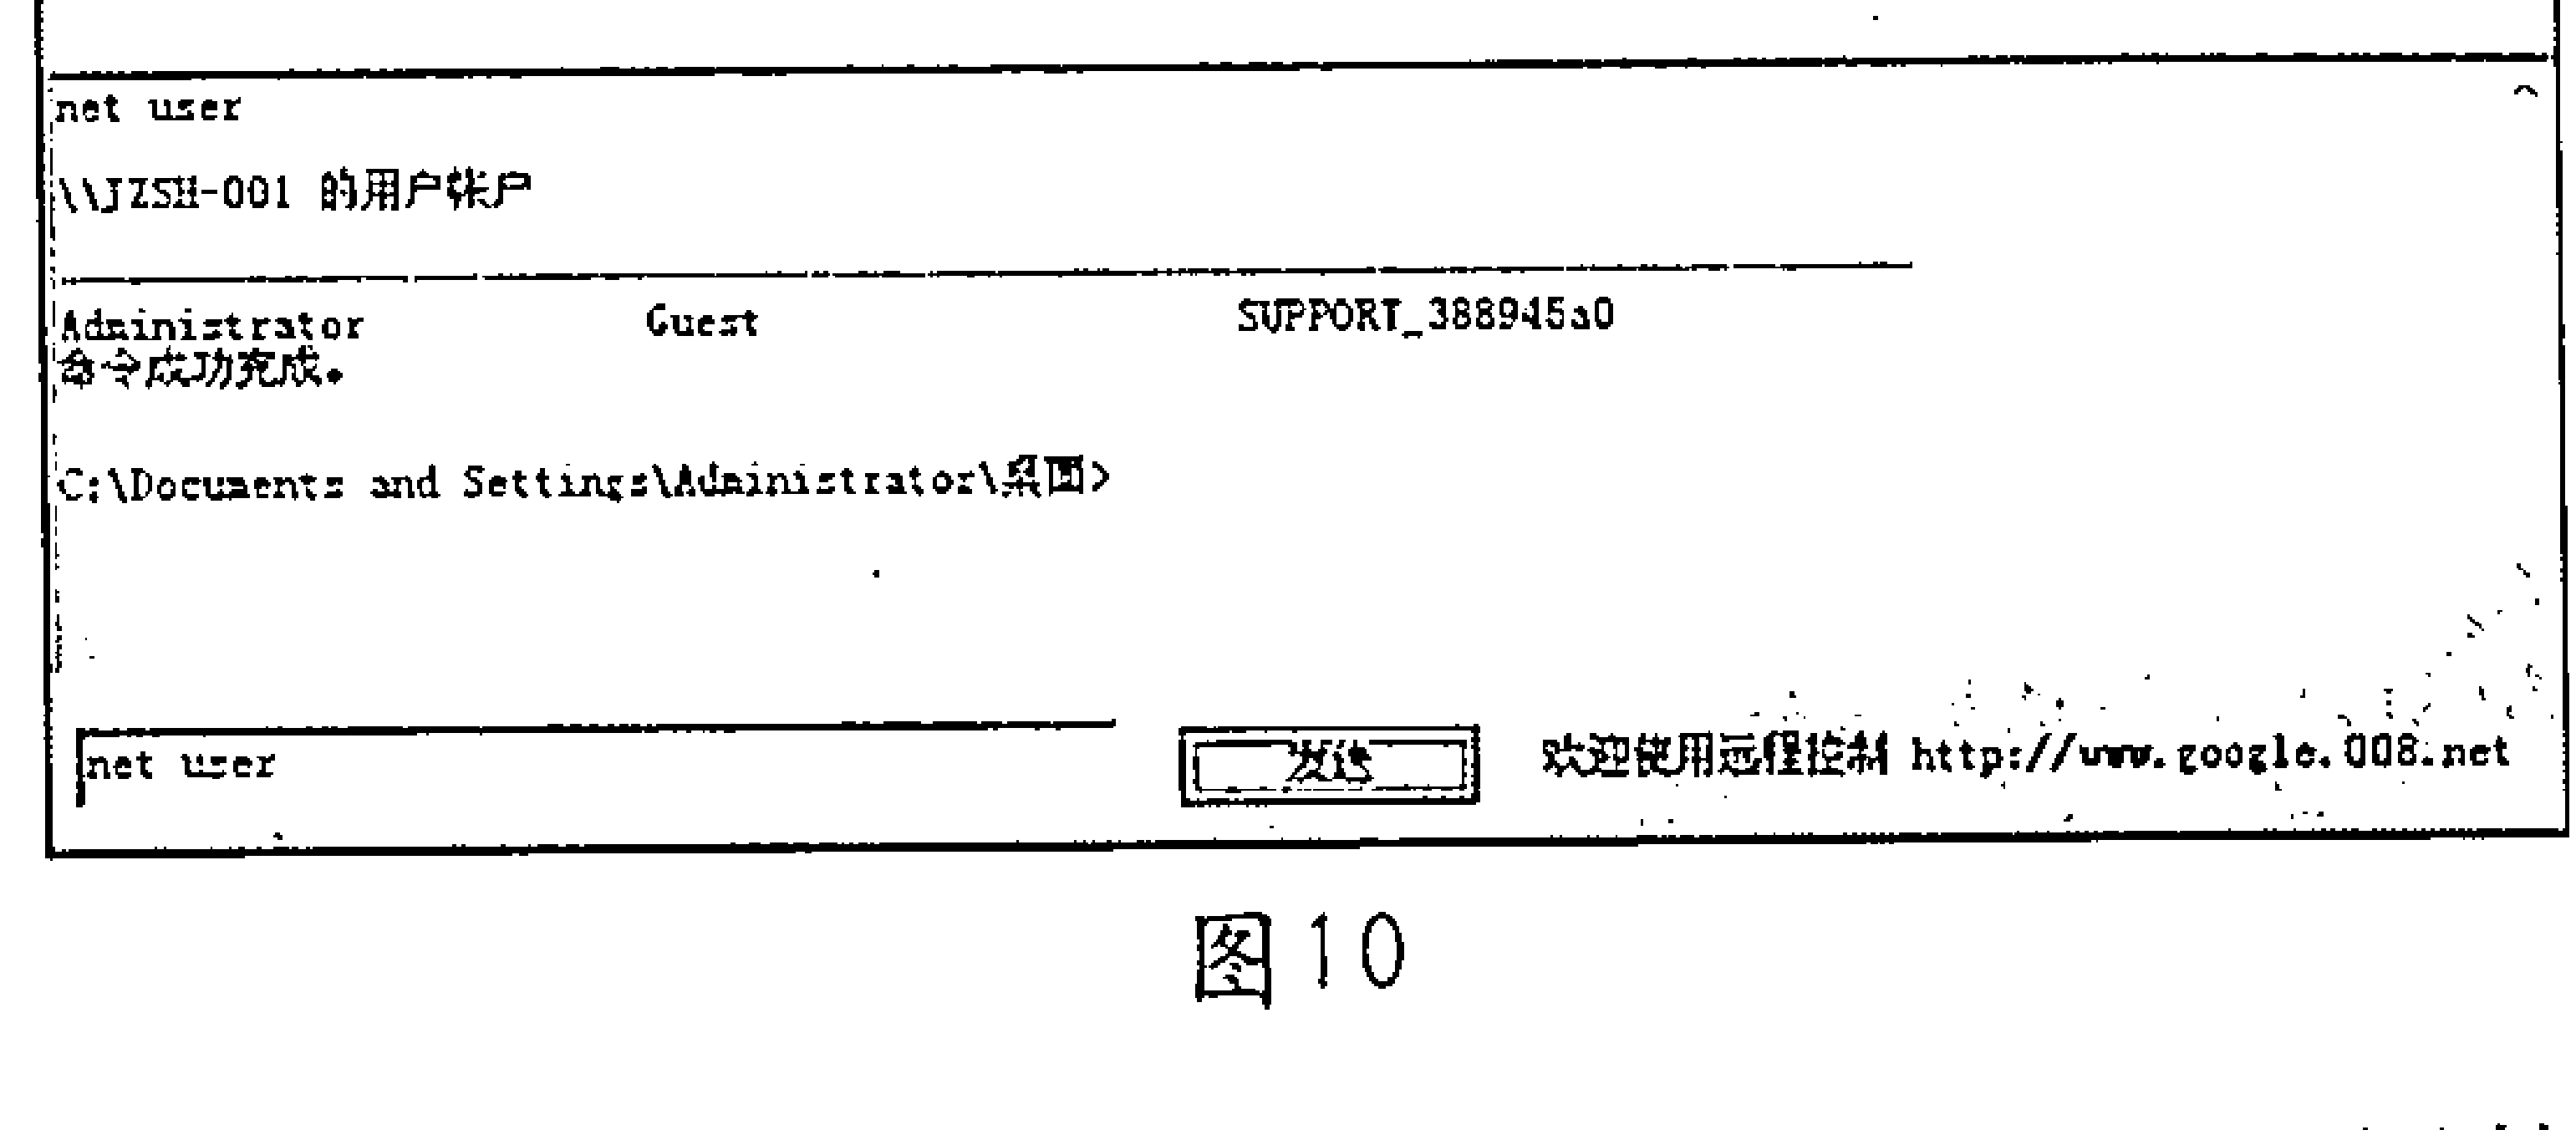 net user
\\JZSH-001 的用户帐户
Administrator Guest SUPPORT_388945a0
命令成功完成。
C:\Documents and Settings\Administrator\桌面>
net user 发送 欢迎使用远程控制 http://www.google.008.net
图10